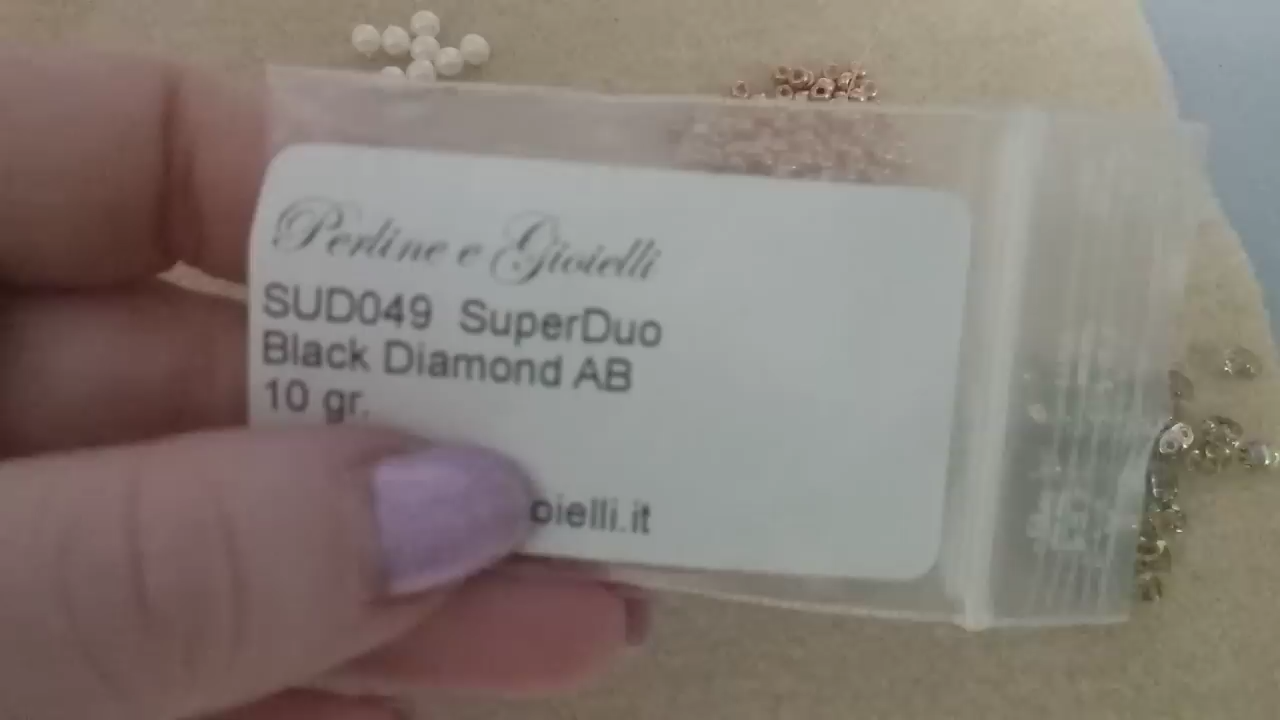 Perline e Gioielli
SUD049 SuperDuo
Black Diamond AB
10 gr.
oielli.it